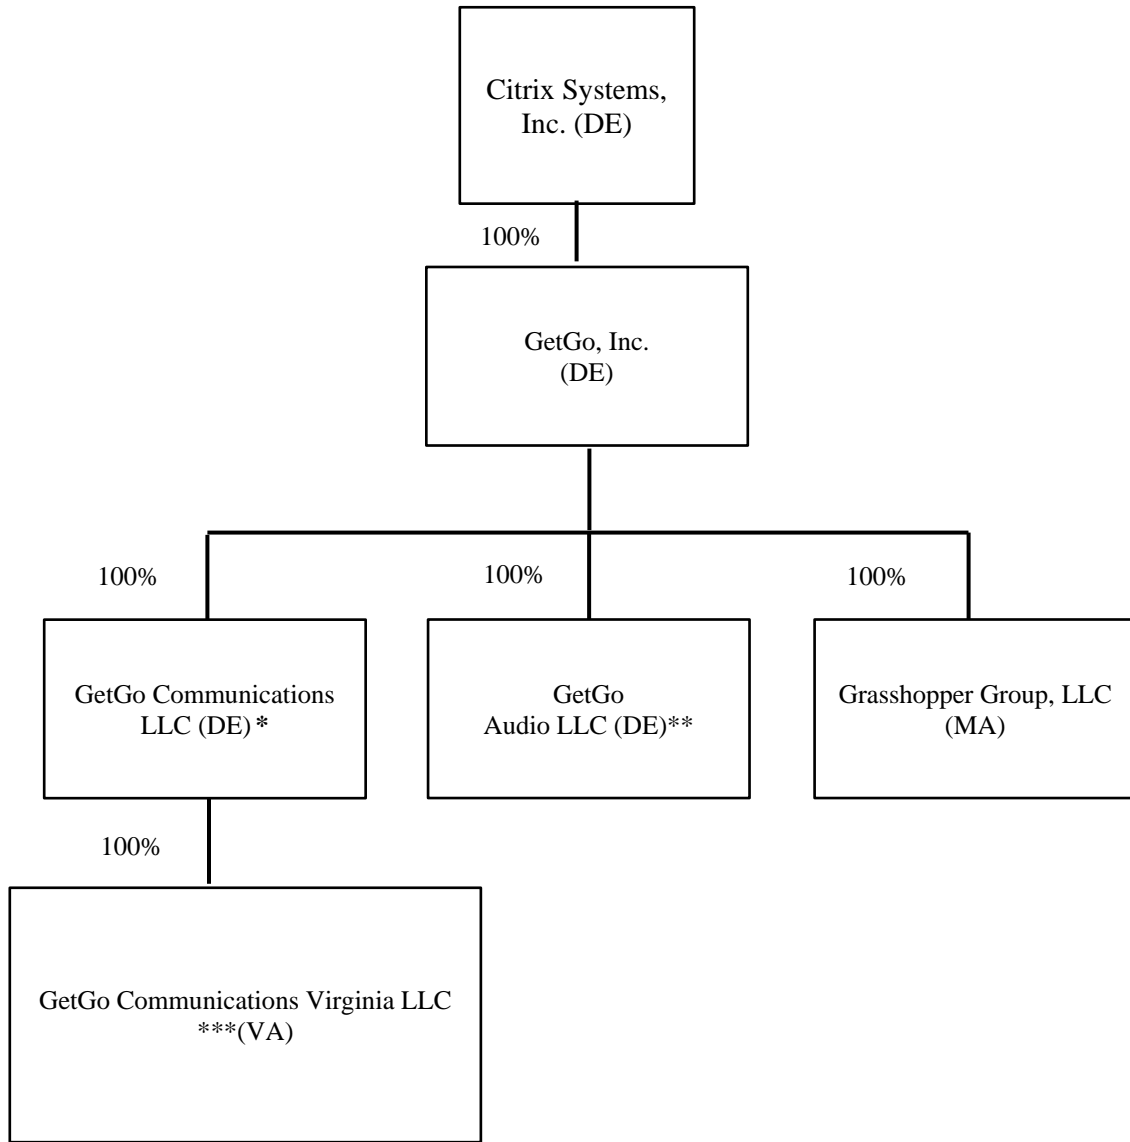 Citrix Systems,
Inc. (DE)
100%
GetGo, Inc.
(DE)
100%
100%
100%
GetGo Communications
LLC (DE) *
GetGo
Audio LLC (DE)**
Grasshopper Group, LLC
(MA)
100%
GetGo Communications Virginia LLC
***(VA)